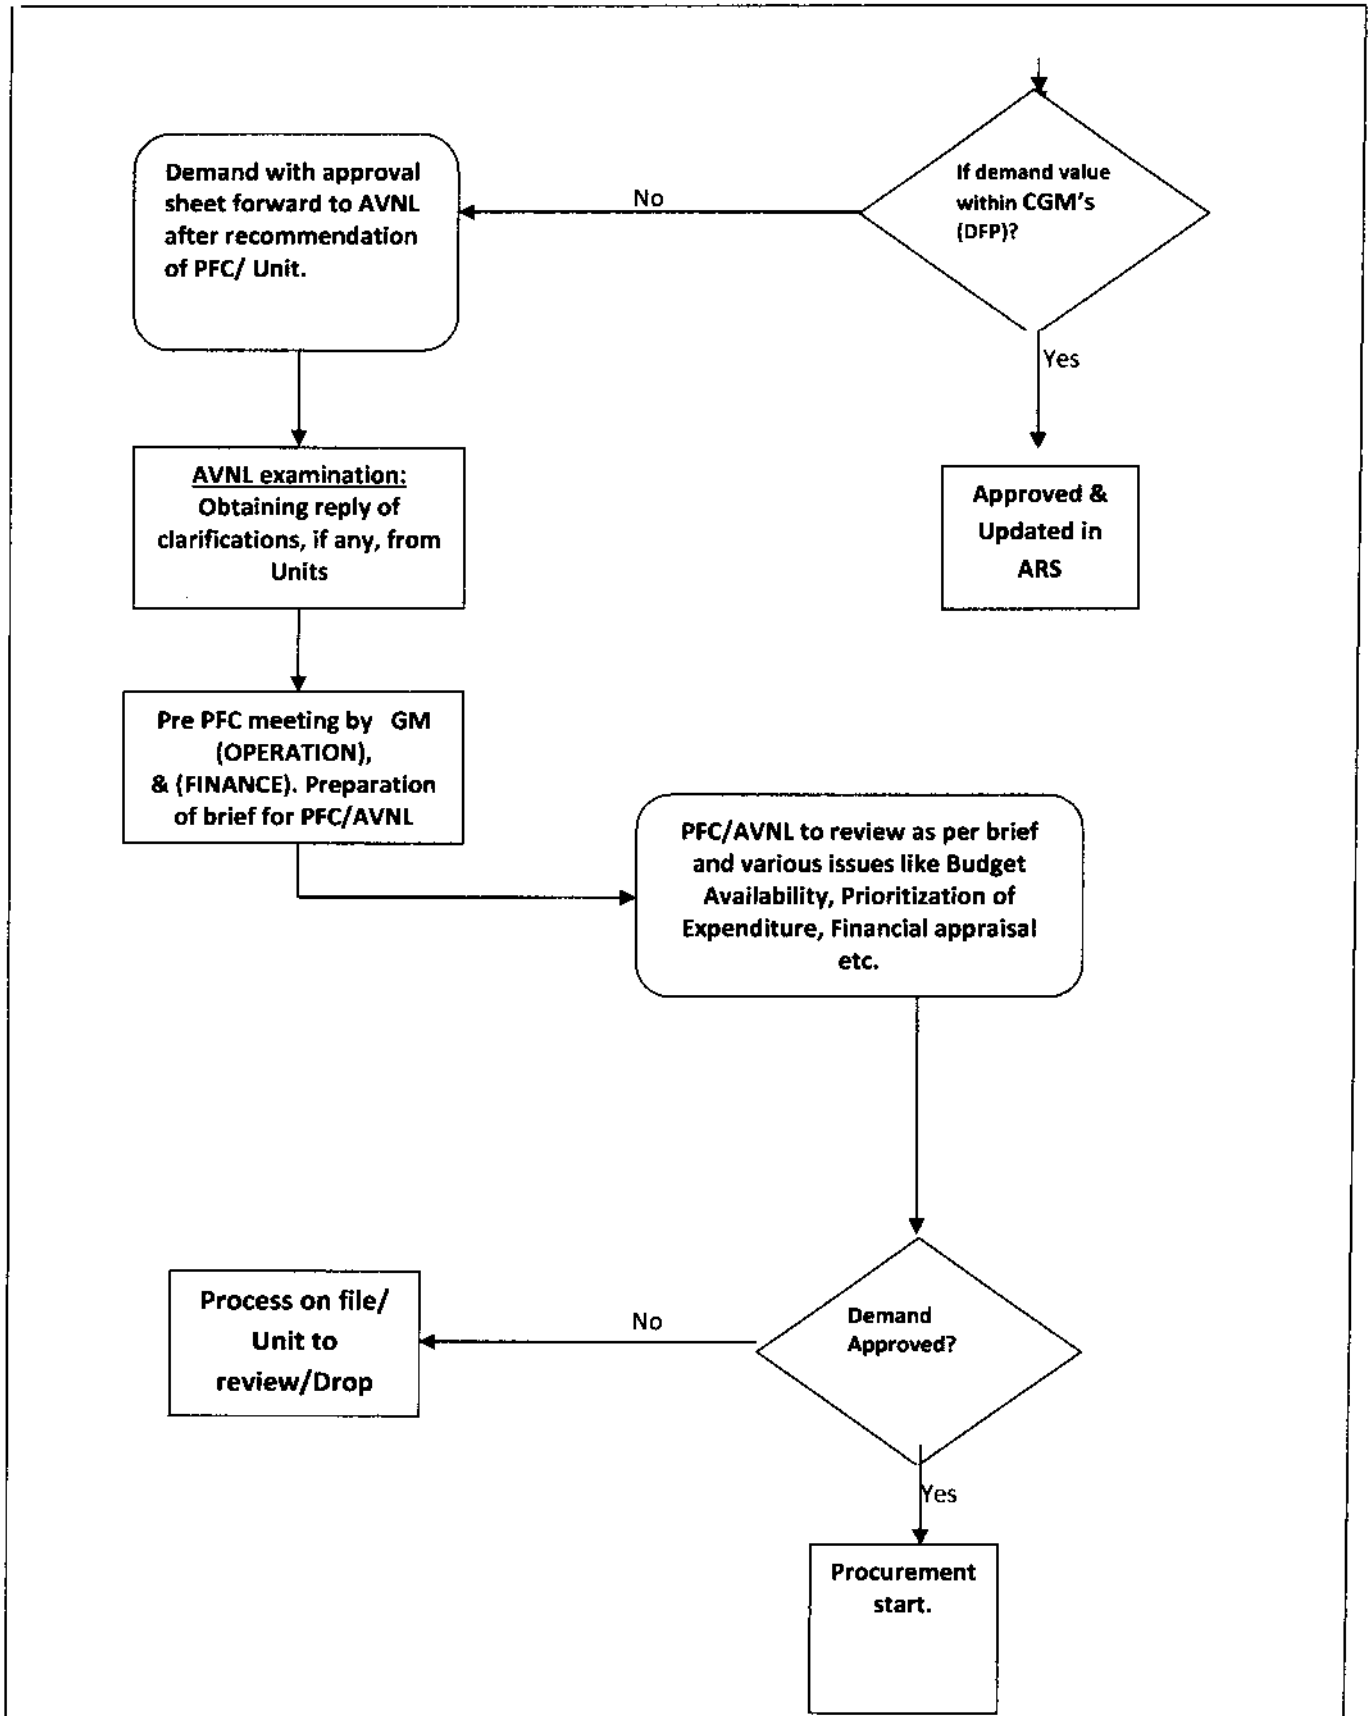 If demand value
within CGM's
(DFP)?
No
Demand with approval
sheet forward to AVNL
after recommendation
of PFC/ Unit.
Yes
Approved &
Updated in
ARS
AVNL examination:
Obtaining reply of
clarifications, if any, from
Units
Pre PFC meeting by GM
(OPERATION),
& (FINANCE). Preparation
of brief for PFC/AVNL
PFC/AVNL to review as per brief
and various issues like Budget
Availability, Prioritization of
Expenditure, Financial appraisal
etc.
Demand
Approved?
No
Process on file/
Unit to
review/Drop
Yes
Procurement
start.